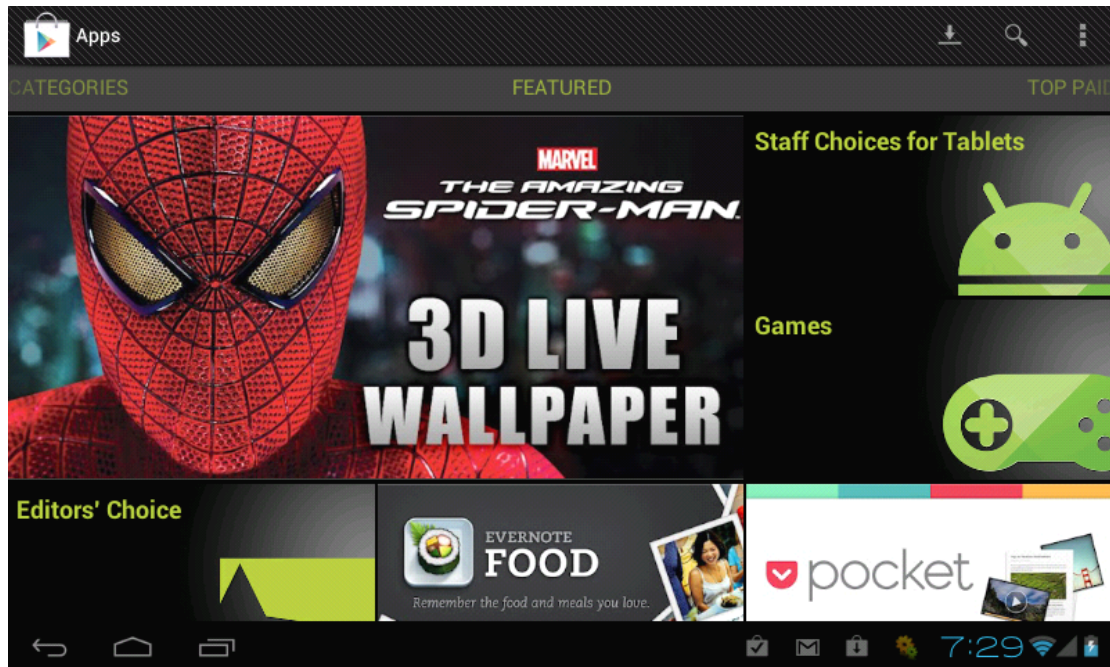 Apps
CATEGORIES
FEATURED
TOP PAID
MARVEL
THE AMAZING
SPIDER-MAN
3D LIVE
WALLPAPER
Staff Choices for Tablets
Games
Editors' Choice
EVERNOTE
FOOD
Remember the food and meals you love.
pocket
7:29